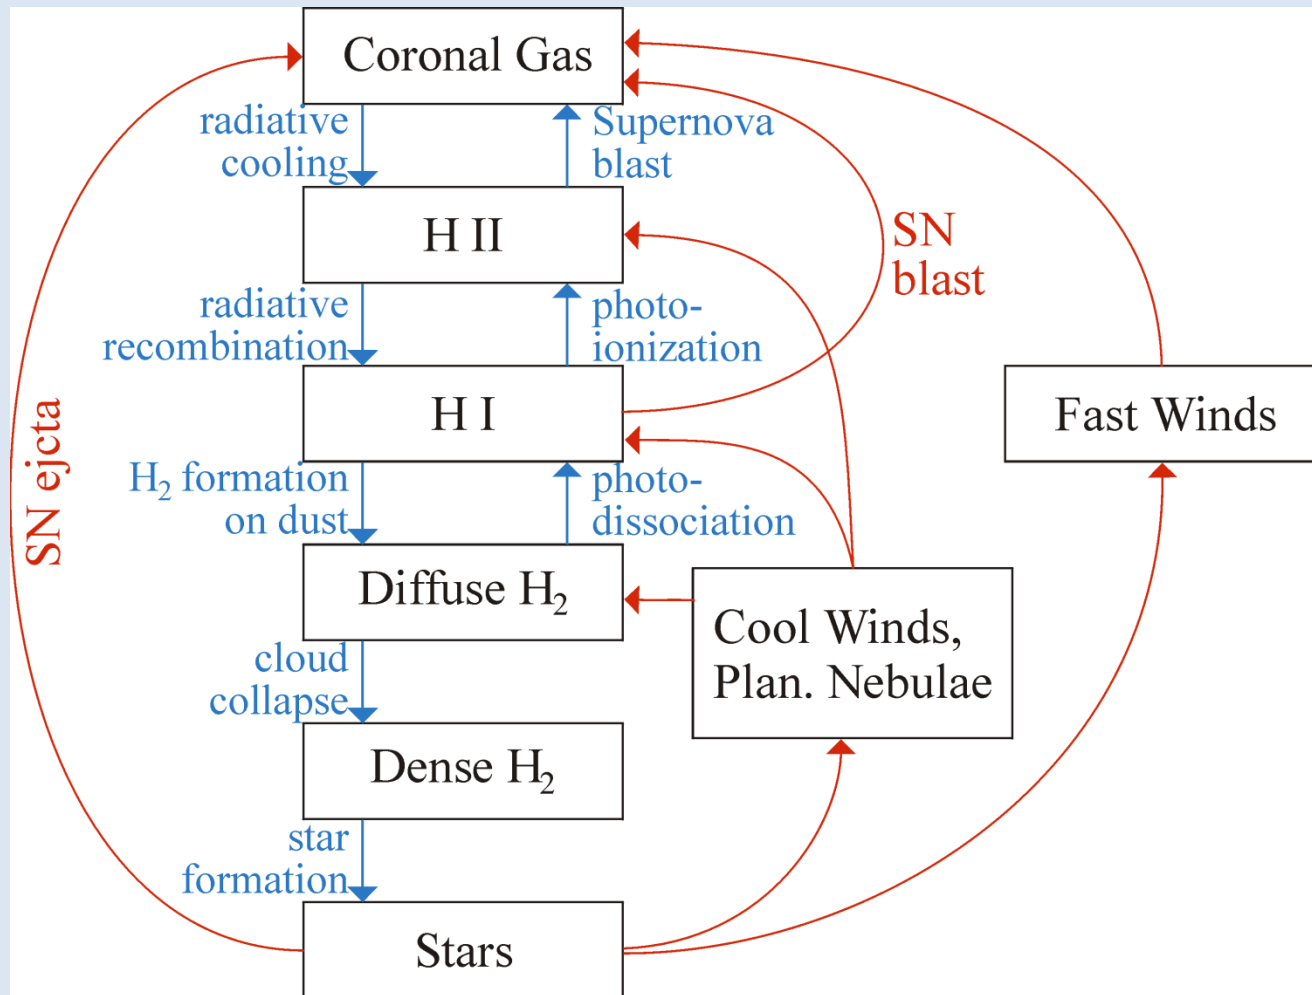 Coronal Gas
radiative
cooling
Supernova
blast
H II
SN
blast
radiative
recombination
photo-
ionization
H I
Fast Winds
SN ejcta
H₂ formation
on dust
photo-
dissociation
Diffuse H₂
Cool Winds,
Plan. Nebulae
cloud
collapse
Dense H₂
star
formation
Stars